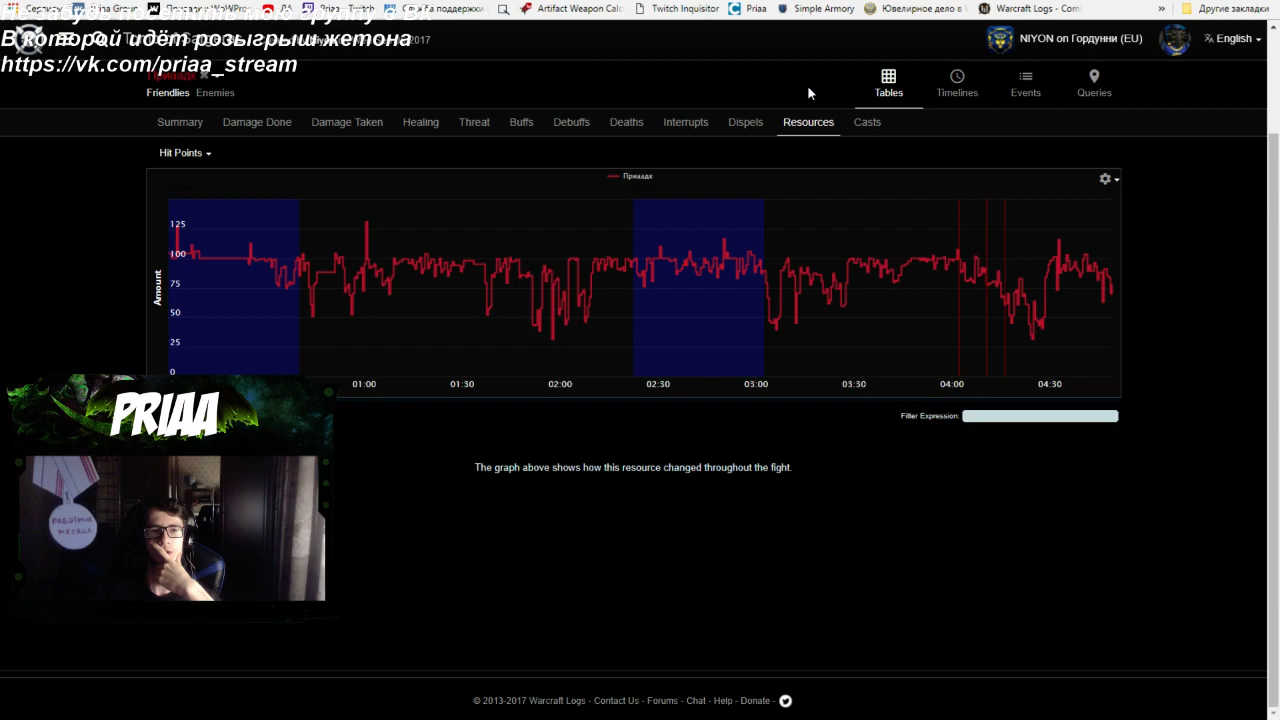 Artifact Weapon Calc
Twitch Inquisitor
Priaa
Simple Armory
Ювелирное дело в
Warcraft Logs - Com
»
Другие закладки
В которой идёт розыгрыш жетона
https://vk.com/priaa_stream
2017
NIYON on Гордунни (EU)
English
Приаадк
Friendlies Enemies
Tables Timelines Events Queries
Summary Damage Done Damage Taken Healing Threat Buffs Debuffs Deaths Interrupts Dispels Resources Casts
Hit Points
Приаадк
125
100
75
50
25
0
Amount
01:00 01:30 02:00 02:30 03:00 03:30 04:00 04:30
Filter Expression:
PRIAA
The graph above shows how this resource changed throughout the fight.
РАБОТНИК
МЕСЯЦА
© 2013-2017 Warcraft Logs - Contact Us - Forums - Chat - Help - Donate -